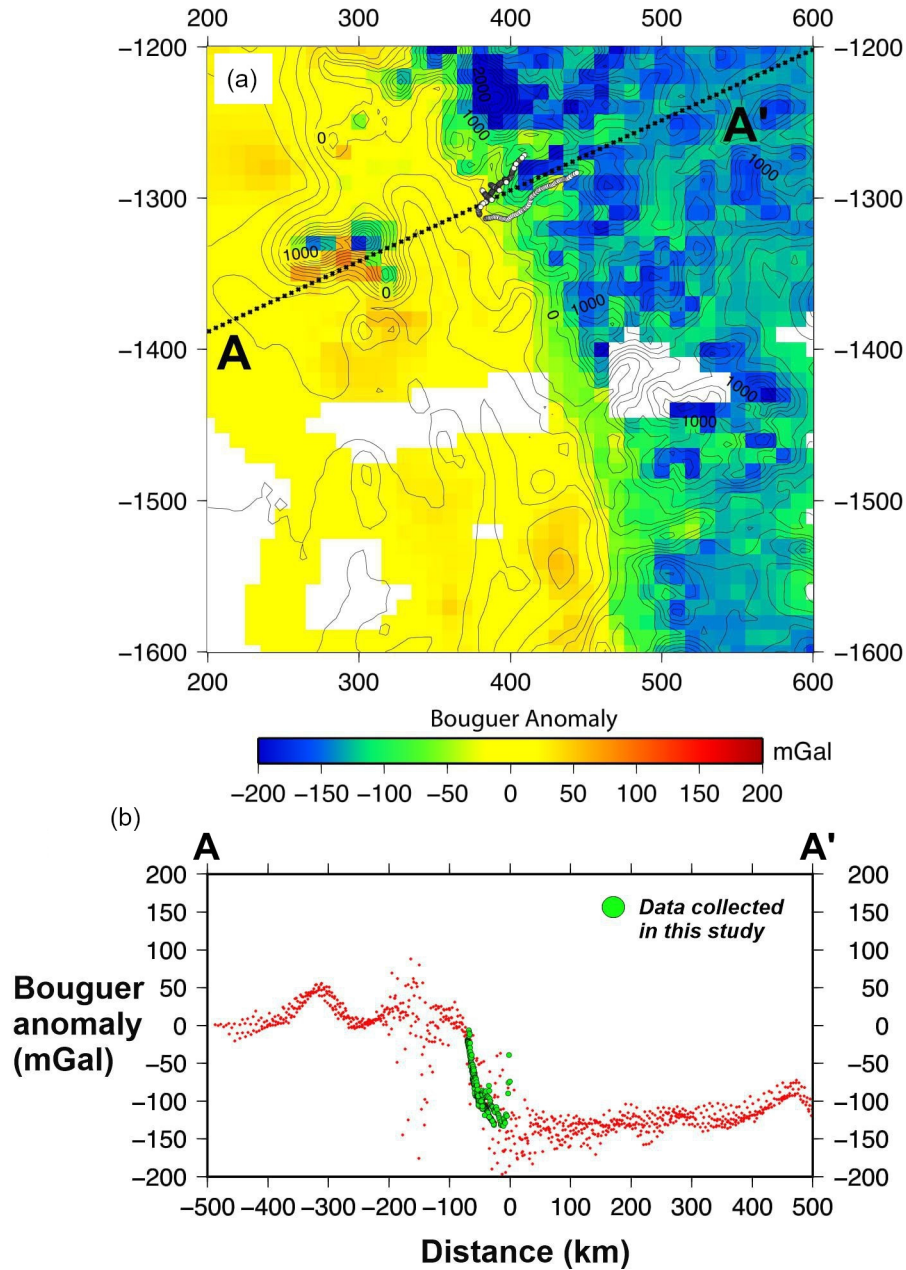 200 300 400 500 600
−1200 −1200
(a)
2000
1000
0
A'
1000
−1300 −1300
1000
0
0
1000
A
−1400 −1400
1000
1000
−1500 −1500
−1600 −1600
200 300 400 500 600
Bouguer Anomaly
mGal
−200 −150 −100 −50 0 50 100 150 200
(b)
A A'
200 200
150 150
100 100
50 50
0 0
−50 −50
−100 −100
−150 −150
−200 −200
Data collected
in this study
Bouguer
anomaly
(mGal)
−500 −400 −300 −200 −100 0 100 200 300 400 500
Distance (km)